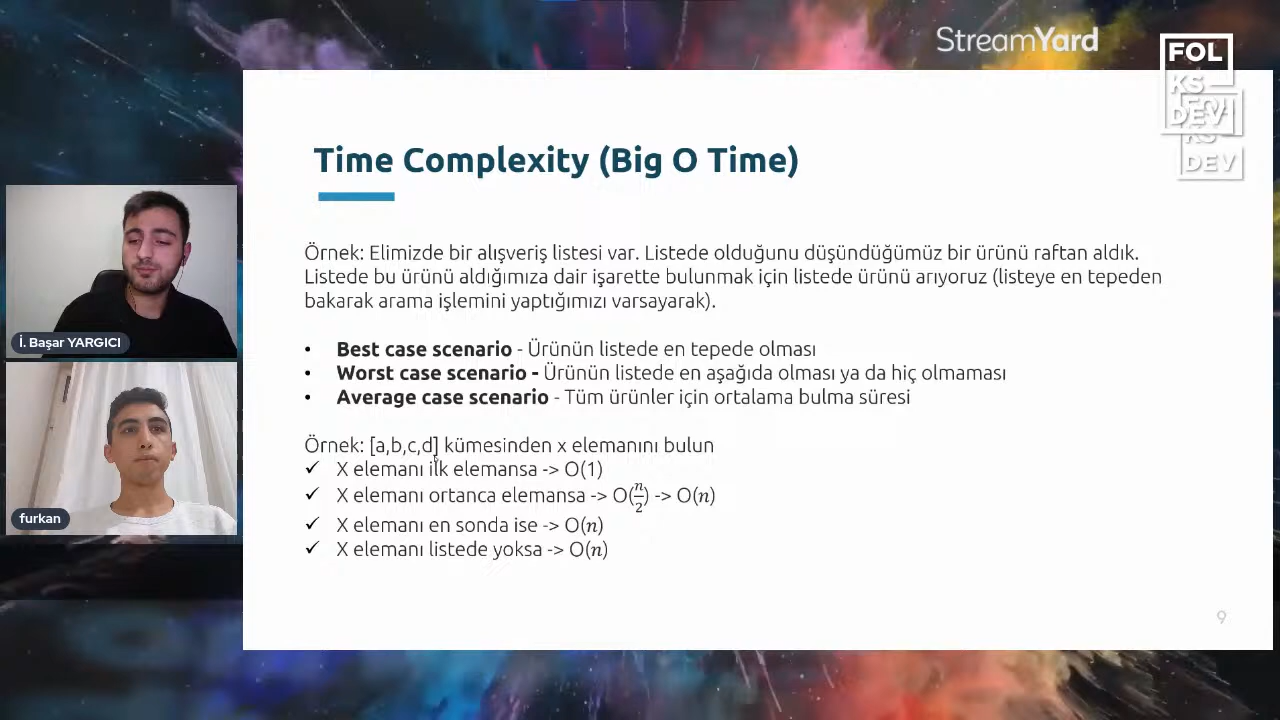 StreamYard
FOL
KS
DEV
FOL
KS
DEV
Time Complexity (Big O Time)
Örnek: Elimizde bir alışveriş listesi var. Listede olduğunu düşündüğümüz bir ürünü raftan aldık.
Listede bu ürünü aldığımıza dair işarette bulunmak için listede ürünü arıyoruz (listeye en tepeden
bakarak arama işlemini yaptığımızı varsayarak).
• Best case scenario - Ürünün listede en tepede olması
• Worst case scenario - Ürünün listede en aşağıda olması ya da hiç olmaması
• Average case scenario - Tüm ürünler için ortalama bulma süresi
Örnek: [a,b,c,d] kümesinden x elemanını bulun
✓ X elemanı ilk elemansa -> O(1)
✓ X elemanı ortanca elemansa -> O(n/2) -> O(n)
✓ X elemanı en sonda ise -> O(n)
✓ X elemanı listede yoksa -> O(n)
İ. Başar YARGICI
furkan
9